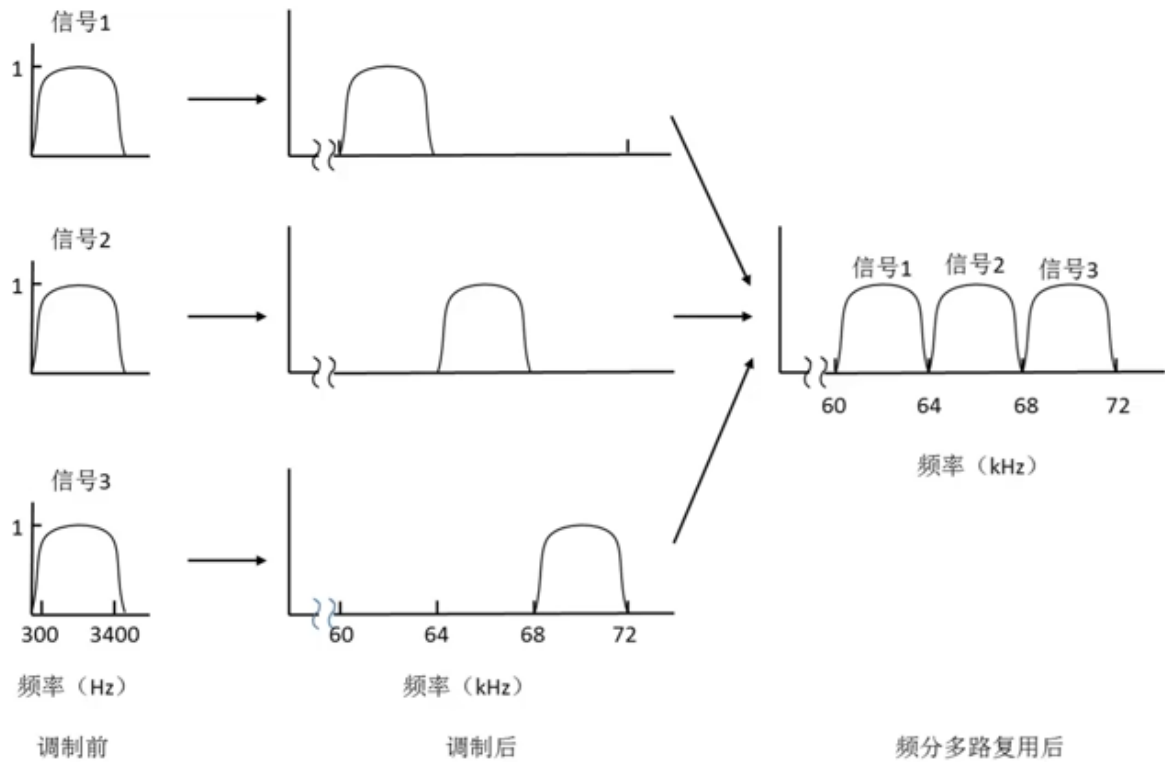 信号1
1
信号2
1
信号1 信号2 信号3
60 64 68 72
频率（kHz）
信号3
1
300 3400
60 64 68 72
频率（Hz）
频率（kHz）
调制前
调制后
频分多路复用后